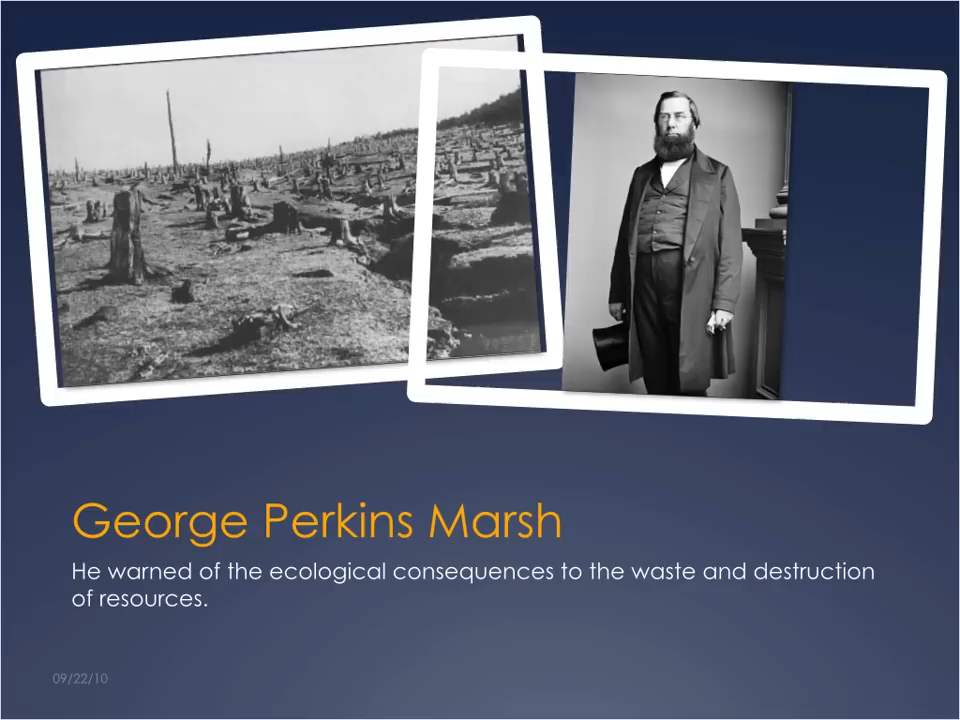 George Perkins Marsh
He warned of the ecological consequences to the waste and destruction
of resources.
09/22/10